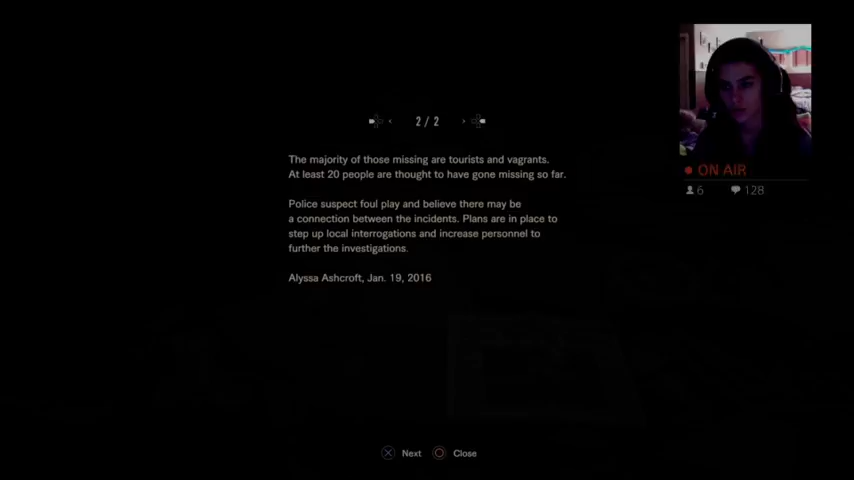 2 / 2
The majority of those missing are tourists and vagrants.
At least 20 people are thought to have gone missing so far.
Police suspect foul play and believe there may be
a connection between the incidents. Plans are in place to
step up local interrogations and increase personnel to
further the investigations.
Alyssa Ashcroft, Jan. 19, 2016
ON AIR
6 128
Next Close